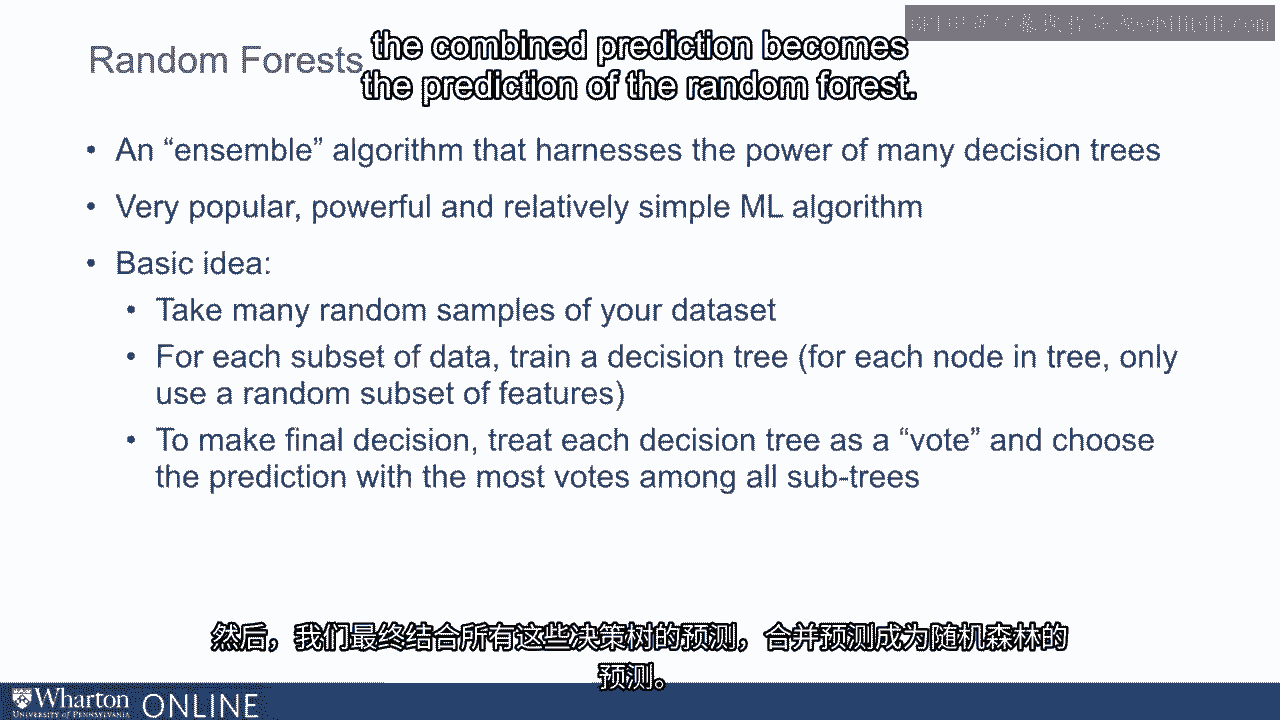 the combined prediction becomes
the prediction of the random forest.
Random Forests
• An “ensemble” algorithm that harnesses the power of many decision trees
• Very popular, powerful and relatively simple ML algorithm
• Basic idea:
• Take many random samples of your dataset
• For each subset of data, train a decision tree (for each node in tree, only
use a random subset of features)
• To make final decision, treat each decision tree as a “vote” and choose
the prediction with the most votes among all sub-trees
然后，我们最终结合所有这些决策树的预测，合并预测成为随机森林的
预测。
Wharton ONLINE
UNIVERSITY of PENNSYLVANIA